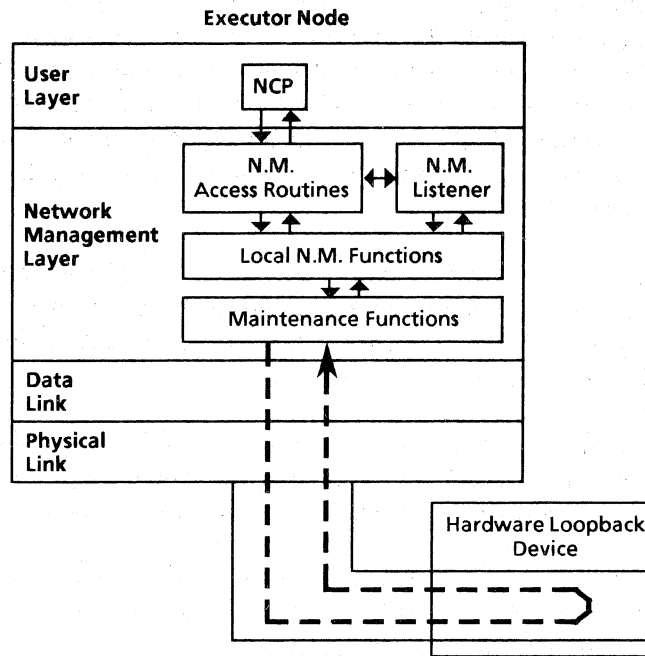 Executor Node
User
Layer
NCP
N.M.
Access Routines
N.M.
Listener
Network
Management
Layer
Local N.M. Functions
Maintenance Functions
Data
Link
Physical
Link
Hardware Loopback
Device